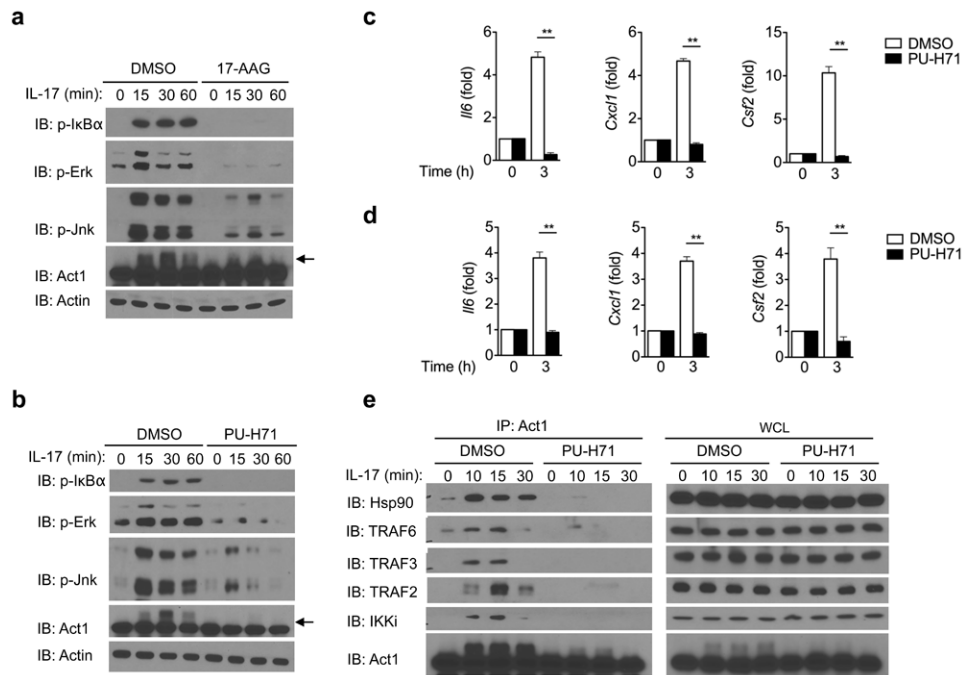 a
DMSO 17-AAG
IL-17 (min): 0 15 30 60 0 15 30 60
IB: p-IκBα
IB: p-Erk
IB: p-Jnk
IB: Act1
IB: Actin
b
DMSO PU-H71
IL-17 (min): 0 15 30 60 0 15 30 60
IB: p-IκBα
IB: p-Erk
IB: p-Jnk
IB: Act1
IB: Actin
c
Il6 (fold)
6
4
2
0
**
Time (h) 0 3
Cxcl1 (fold)
6
4
2
0
**
0 3
Csf2 (fold)
15
10
5
0
**
0 3
DMSO
PU-H71
d
Il6 (fold)
5
4
3
2
1
0
**
Time (h) 0 3
Cxcl1 (fold)
5
4
3
2
1
0
**
0 3
Csf2 (fold)
5
4
3
2
1
0
**
0 3
DMSO
PU-H71
e
IP: Act1 WCL
DMSO PU-H71 DMSO PU-H71
IL-17 (min): 0 10 15 30 0 10 15 30 0 10 15 30 0 10 15 30
IB: Hsp90
IB: TRAF6
IB: TRAF3
IB: TRAF2
IB: IKKi
IB: Act1